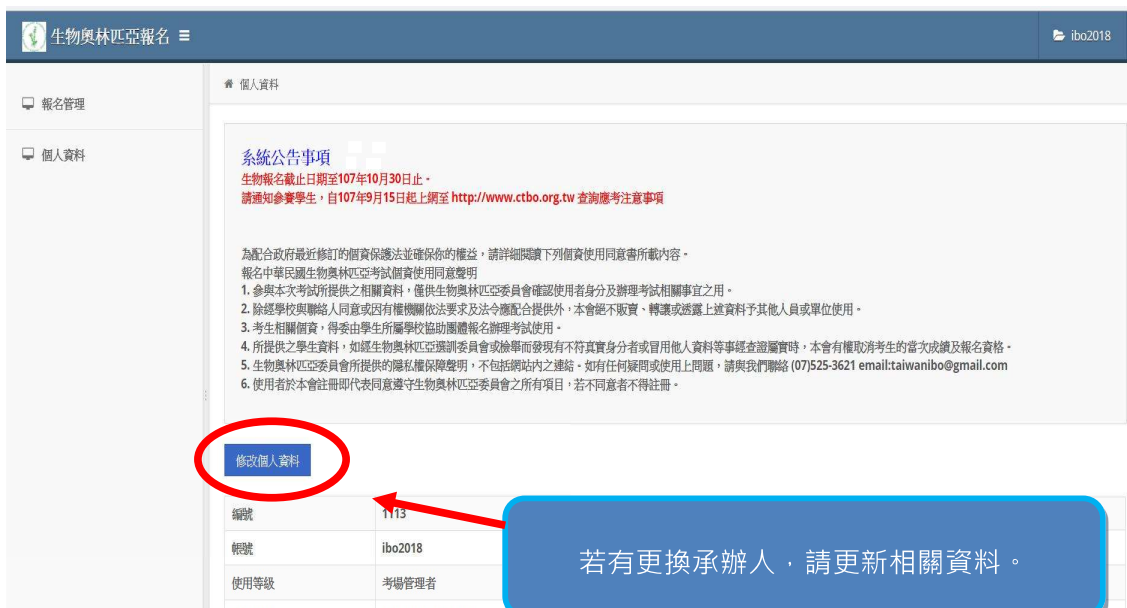 生物奧林匹亞報名
ibo2018
報名管理
個人資料
個人資料
系統公告事項
生物報名截止日期至107年10月30日止。
請通知參賽學生，自107年9月15日起上網至 http://www.ctbo.org.tw 查詢應考注意事項
為配合政府最近修訂的個資保護法並確保你的權益，請詳細閱讀下列個資使用同意書所載內容。
報名中華民國生物奧林匹亞考試個資使用同意聲明
1. 參與本次考試所提供之相關資料，僅供生物奧林匹亞委員會確認使用者身分及辦理考試相關事宜之用。
2. 除經學校與聯絡人同意或因有權機關依法要求及法令應配合提供外，本會絕不販賣、轉讓或透露上述資料予其他人員或單位使用。
3. 考生相關個資，得委由學生所屬學校協助團體報名辦理考試使用。
4. 所提供之學生資料，如經生物奧林匹亞選訓委員會或檢舉而發現有不符真實身分者或冒用他人資料等事經查證屬實時，本會有權取消考生的當次成績及報名資格。
5. 生物奧林匹亞委員會所提供的隱私權保障聲明，不包括網站內之連結。如有任何疑問或使用上問題，請與我們聯絡 (07)525-3621 email:taiwanibo@gmail.com
6. 使用者於本會註冊即代表同意遵守生物奧林匹亞委員會之所有項目，若不同意者不得註冊。
修改個人資料
編號 1113
帳號 ibo2018
使用等級 考場管理者
若有更換承辦人，請更新相關資料。